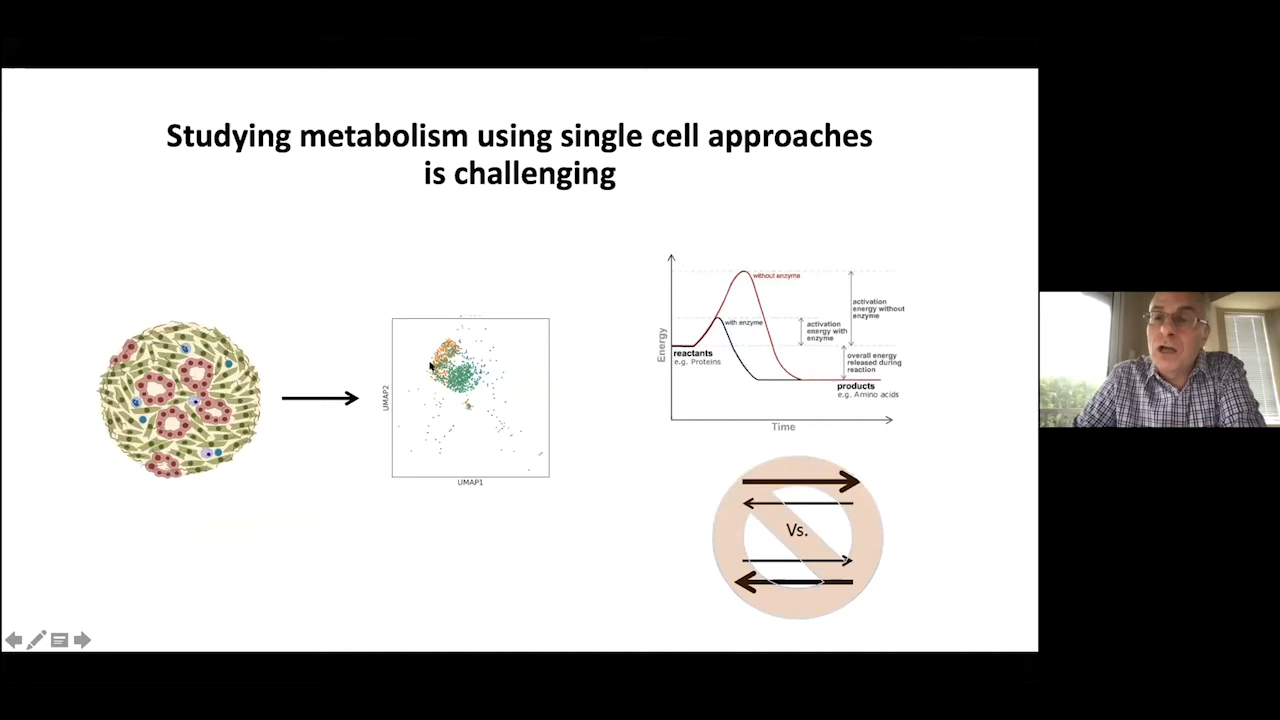 Studying metabolism using single cell approaches
is challenging
UMAP2
UMAP1
Energy
without enzyme
with enzyme
activation
energy with
enzyme
activation
energy without
enzyme
reactants
e.g. Proteins
overall energy
released during
reaction
products
e.g. Amino acids
Time
Vs.